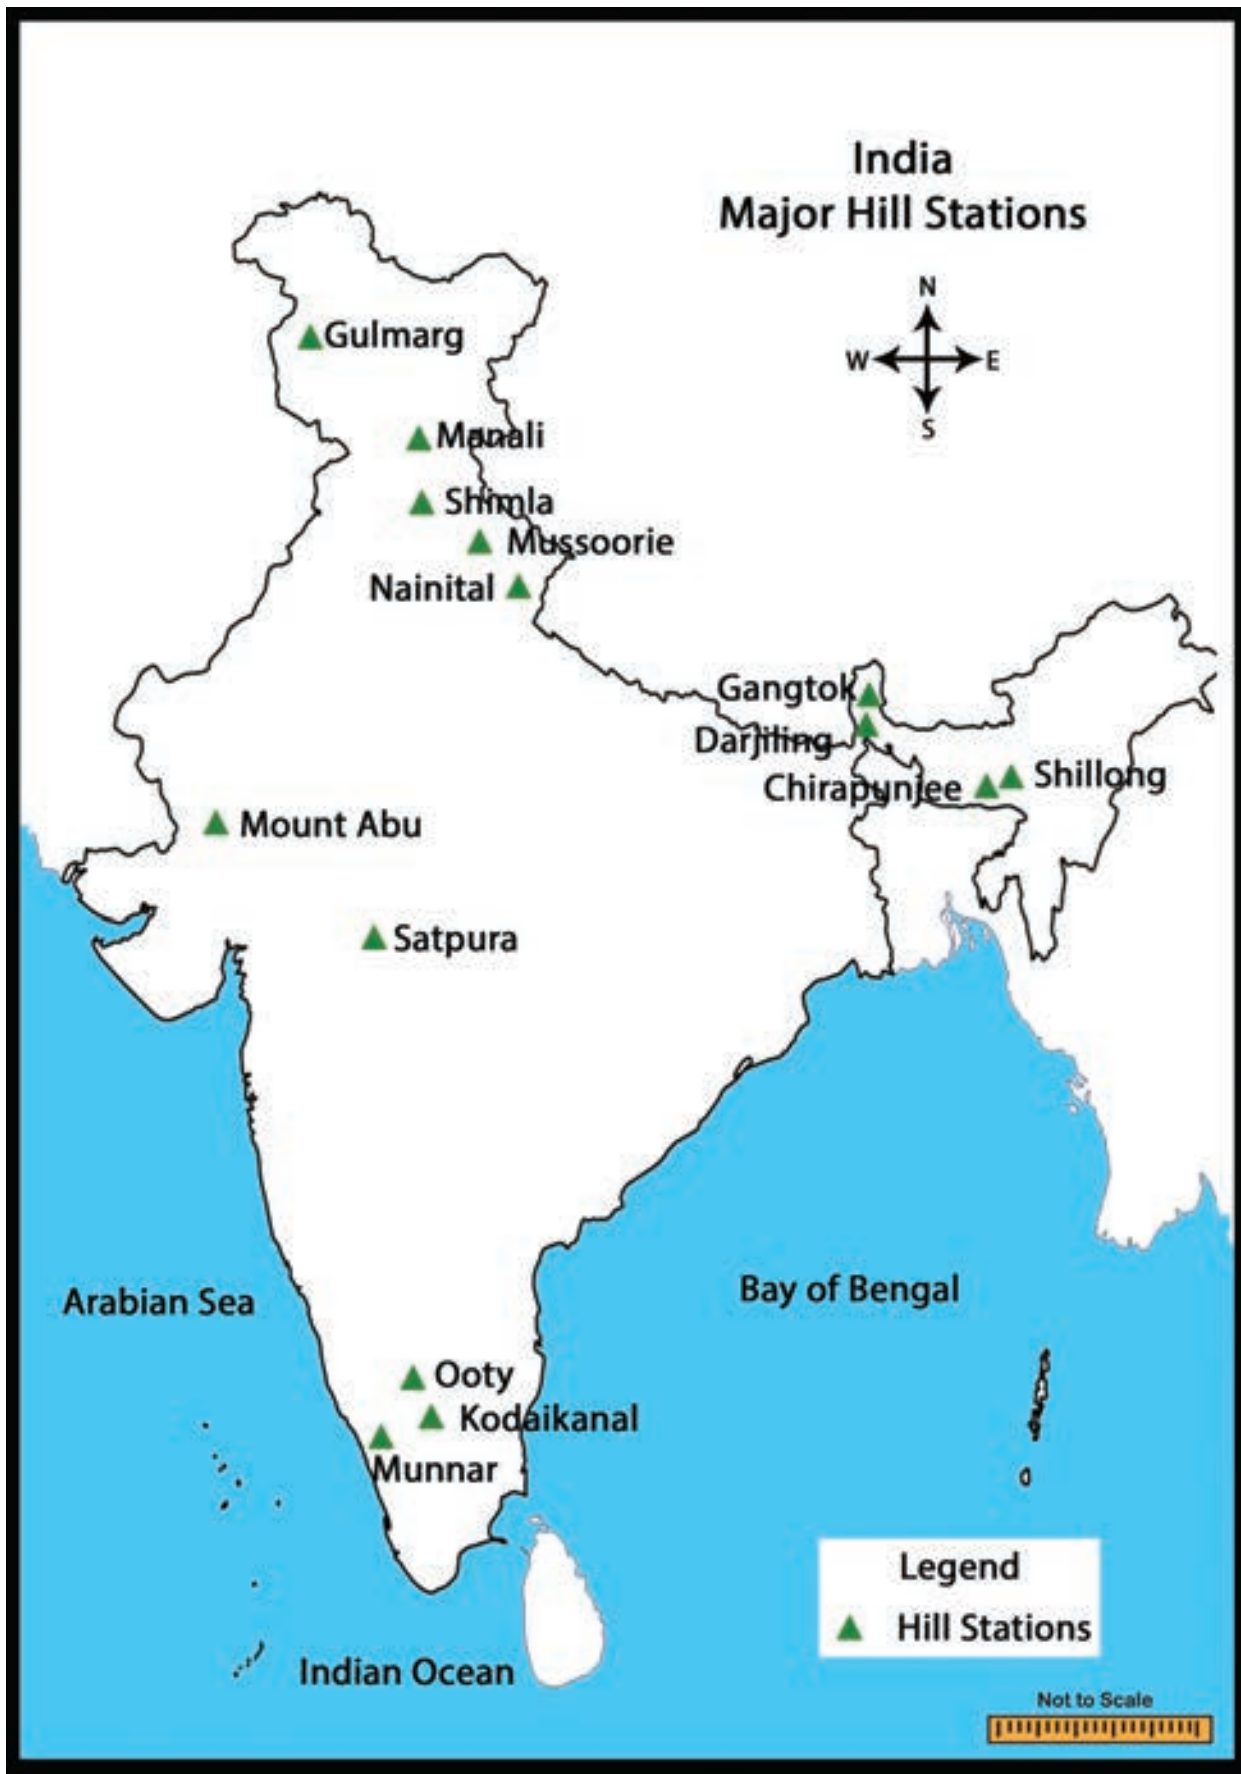 India
Major Hill Stations
N
W E
S
Gulmarg
Manali
Shimla
Mussoorie
Nainital
Gangtok
Darjiling
Chirapunjee
Shillong
Mount Abu
Satpura
Arabian Sea
Bay of Bengal
Ooty
Kodaikanal
Munnar
Legend
Hill Stations
Indian Ocean
Not to Scale